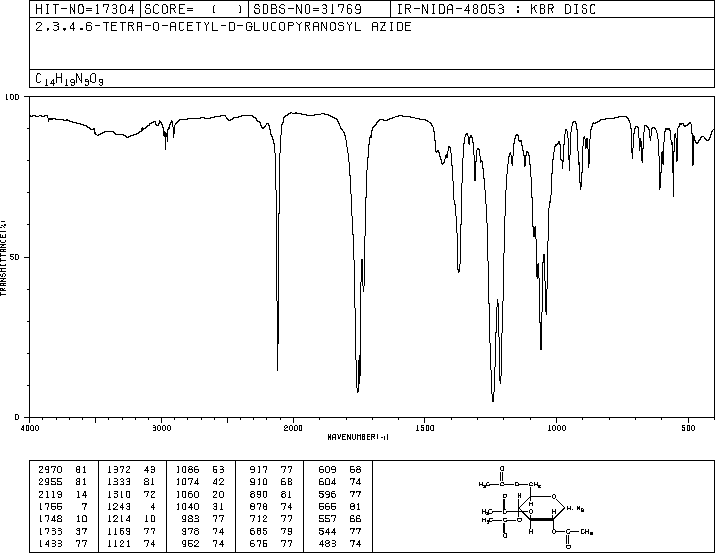 HIT-NO=17304 SCORE= ( ) SDBS-NO=31769 IR-NIDA-48053 : KBR DISC
2,3,4,6-TETRA-O-ACETYL-D-GLUCOPYRANOSYL AZIDE
C14H19N3O9
100
50
0
TRANSMITTANCE(%)
4000 3000 2000 1500 1000 500
WAVENUMBER(-1)
2970 81 1372 43 1086 53 917 77 609 68
2955 81 1333 81 1074 42 910 68 604 74
2119 14 1310 72 1060 20 890 81 596 77
1755 7 1243 4 1040 31 878 74 565 81
1748 10 1214 10 983 77 712 77 557 66
1733 37 1169 77 978 74 685 79 544 77
1433 77 1121 74 952 74 676 77 483 74